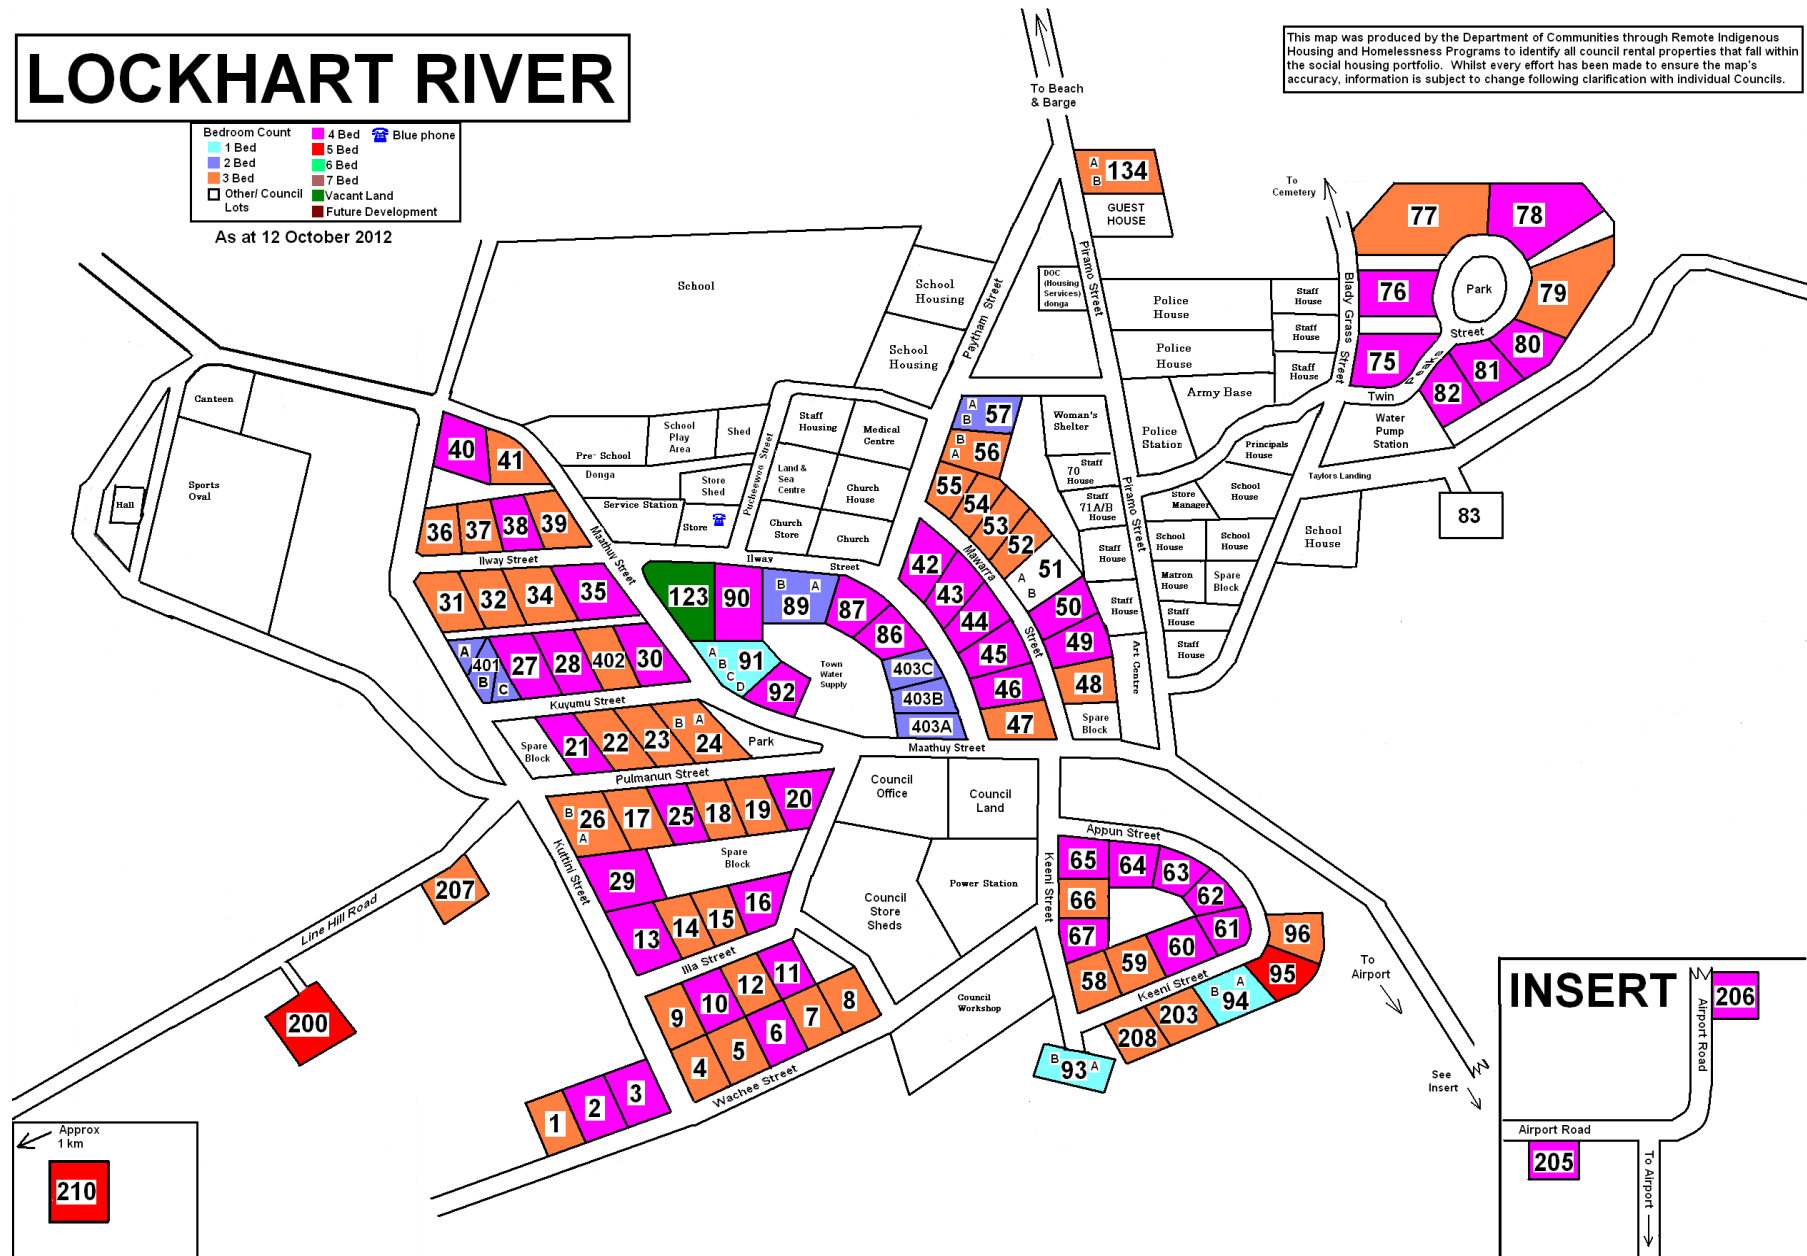 LOCKHART RIVER
This map was produced by the Department of Communities through Remote Indigenous
Housing and Homelessness Programs to identify all council rental properties that fall within
the social housing portfolio. Whilst every effort has been made to ensure the map's
accuracy, information is subject to change following clarification with individual Councils.
Bedroom Count
1 Bed
2 Bed
3 Bed
Other/ Council
Lots
4 Bed
5 Bed
6 Bed
7 Bed
Vacant Land
Future Development
Blue phone
As at 12 October 2012
To Beach
& Barge
A
B
134
GUEST
HOUSE
To
Cemetery
77
78
76
Park
79
75
Street
80
81
82
Twin
Leake
Blady Grass Street
Water
Pump
Station
School
School
Housing
School
Housing
Paytham Street
Piramo Street
DOC
(Housing
Services)
donga
Police
House
Police
House
Staff
House
Staff
House
Staff
House
Army Base
Police
Station
Principals
House
Taylors Landing
83
Canteen
Sports
Oval
Hall
40
41
Pre- School
Donga
School
Play
Area
Shed
Store
Shed
Service Station
Store
Pucheewoo Street
Staff
Housing
Medical
Centre
Land &
Sea
Centre
Church
House
Church
Store
Church
A
B
57
B
A
56
55
54
53
52
51
A
B
50
49
48
Spare
Block
Woman's
Shelter
Staff
70
House
Staff
71A/B
House
Staff
House
Staff
House
Art Centre
Piramo Street
Store
Manager
School
House
School
House
School
House
School
House
Matron
House
Spare
Block
Staff
House
Staff
House
36
37
38
39
Ilway Street
Maathuy Street
31
32
34
35
A
401
B
C
27
28
402
30
Kuyumu Street
Ilway
Street
123
90
B
A
89
87
86
A
B
C
D
91
92
Town
Water
Supply
403C
403B
403A
42
43
44
45
46
47
Mawarra
Street
Maathuy Street
Spare
Block
21
22
23
B
A
24
Park
Pulmanun Street
B
26
A
17
25
18
19
20
Spare
Block
29
13
14
15
16
Kuttini Street
Illa Street
9
10
12
11
4
5
6
7
8
Wachee Street
1
2
3
Line Hill Road
207
200
Approx
1 km
210
Council
Office
Council
Land
Council
Store
Sheds
Power Station
Council
Workshop
Appun Street
Keeni Street
65
64
63
62
61
66
67
58
59
60
Keeni Street
96
95
B
A
94
203
208
B
93
A
To
Airport
See
Insert
INSERT
206
Airport Road
Airport Road
205
To Airport